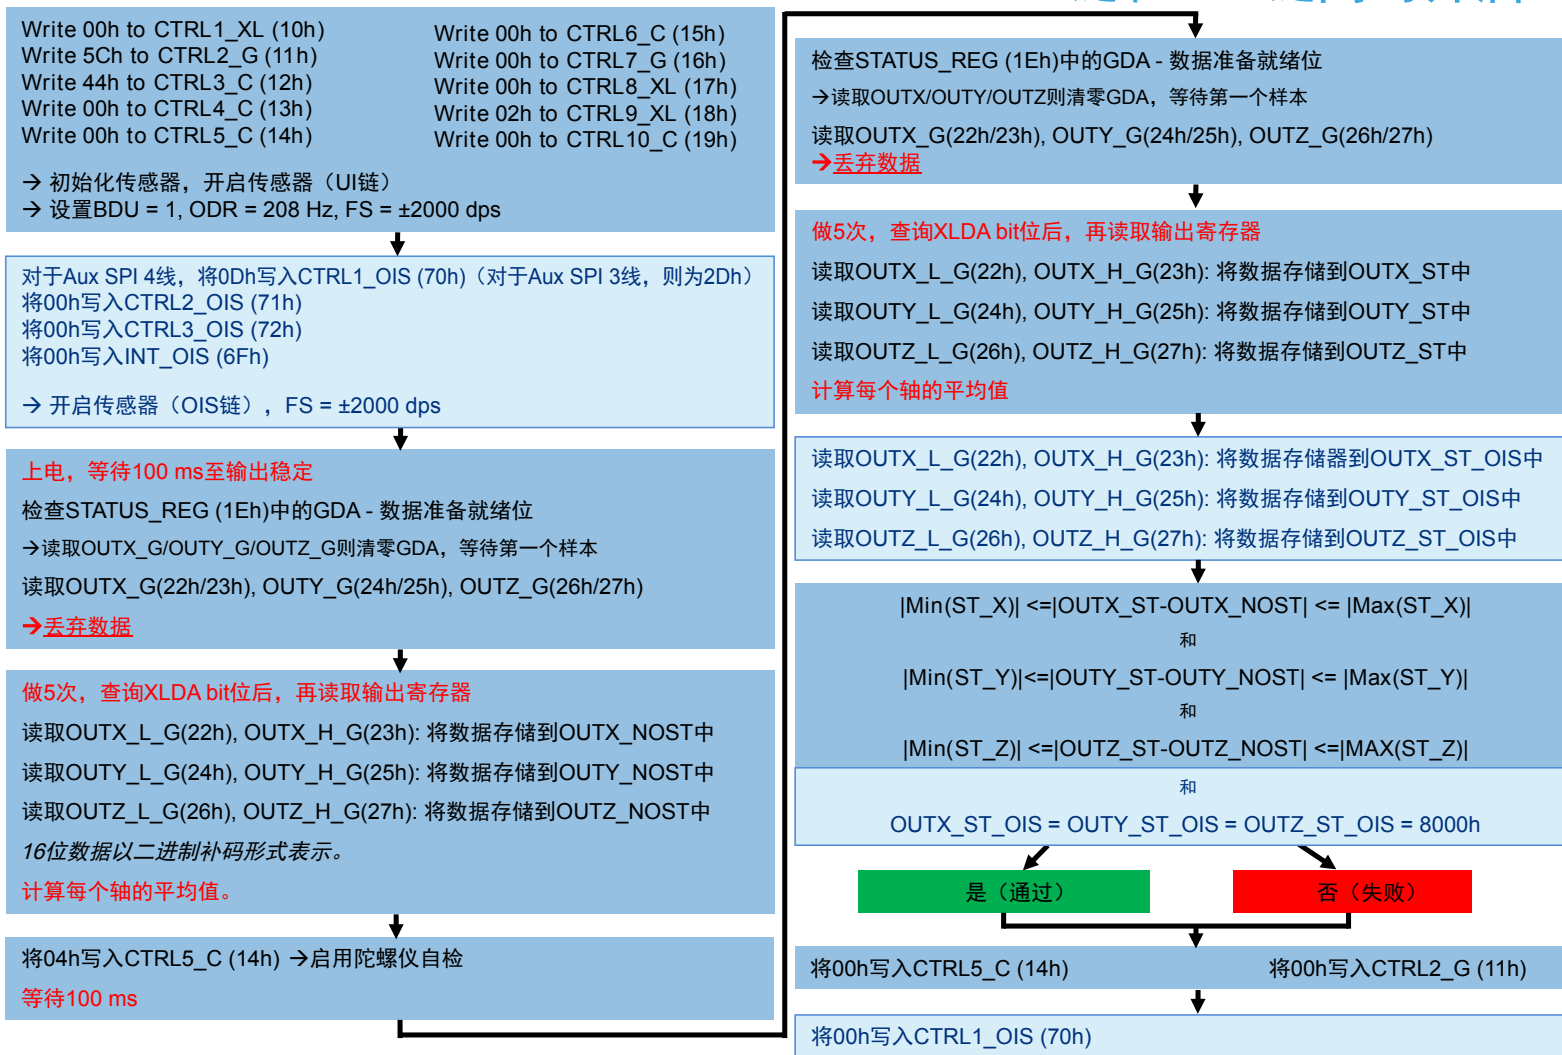 Write 00h to CTRL1_XL (10h)
Write 5Ch to CTRL2_G (11h)
Write 44h to CTRL3_C (12h)
Write 00h to CTRL4_C (13h)
Write 00h to CTRL5_C (14h)
Write 00h to CTRL6_C (15h)
Write 00h to CTRL7_G (16h)
Write 00h to CTRL8_XL (17h)
Write 02h to CTRL9_XL (18h)
Write 00h to CTRL10_C (19h)
→ 初始化传感器，开启传感器（UI链）
→ 设置BDU = 1, ODR = 208 Hz, FS = ±2000 dps
对于Aux SPI 4线，将0Dh写入CTRL1_OIS (70h)（对于Aux SPI 3线，则为2Dh）
将00h写入CTRL2_OIS (71h)
将00h写入CTRL3_OIS (72h)
将00h写入INT_OIS (6Fh)
→ 开启传感器（OIS链），FS = ±2000 dps
上电，等待100 ms至输出稳定
检查STATUS_REG (1Eh)中的GDA - 数据准备就绪位
→读取OUTX_G/OUTY_G/OUTZ_G则清零GDA，等待第一个样本
读取OUTX_G(22h/23h), OUTY_G(24h/25h), OUTZ_G(26h/27h)
→丢弃数据
做5次，查询XLDA bit位后，再读取输出寄存器
读取OUTX_L_G(22h), OUTX_H_G(23h): 将数据存储到OUTX_NOST中
读取OUTY_L_G(24h), OUTY_H_G(25h): 将数据存储到OUTY_NOST中
读取OUTZ_L_G(26h), OUTZ_H_G(27h): 将数据存储到OUTZ_NOST中
16位数据以二进制补码形式表示。
计算每个轴的平均值。
将04h写入CTRL5_C (14h) →启用陀螺仪自检
等待100 ms
检查STATUS_REG (1Eh)中的GDA - 数据准备就绪位
→读取OUTX/OUTY/OUTZ则清零GDA，等待第一个样本
读取OUTX_G(22h/23h), OUTY_G(24h/25h), OUTZ_G(26h/27h)
→丢弃数据
做5次，查询XLDA bit位后，再读取输出寄存器
读取OUTX_L_G(22h), OUTX_H_G(23h): 将数据存储到OUTX_ST中
读取OUTY_L_G(24h), OUTY_H_G(25h): 将数据存储到OUTY_ST中
读取OUTZ_L_G(26h), OUTZ_H_G(27h): 将数据存储到OUTZ_ST中
计算每个轴的平均值
读取OUTX_L_G(22h), OUTX_H_G(23h): 将数据存储器到OUTX_ST_OIS中
读取OUTY_L_G(24h), OUTY_H_G(25h): 将数据存储到OUTY_ST_OIS中
读取OUTZ_L_G(26h), OUTZ_H_G(27h): 将数据存储到OUTZ_ST_OIS中
|Min(ST_X)| <=|OUTX_ST-OUTX_NOST| <= |Max(ST_X)|
和
|Min(ST_Y)|<=|OUTY_ST-OUTY_NOST| <= |Max(ST_Y)|
和
|Min(ST_Z)| <=|OUTZ_ST-OUTZ_NOST| <=|MAX(ST_Z)|
和
OUTX_ST_OIS = OUTY_ST_OIS = OUTZ_ST_OIS = 8000h
是（通过）
否（失败）
将00h写入CTRL5_C (14h)
将00h写入CTRL2_G (11h)
将00h写入CTRL1_OIS (70h)